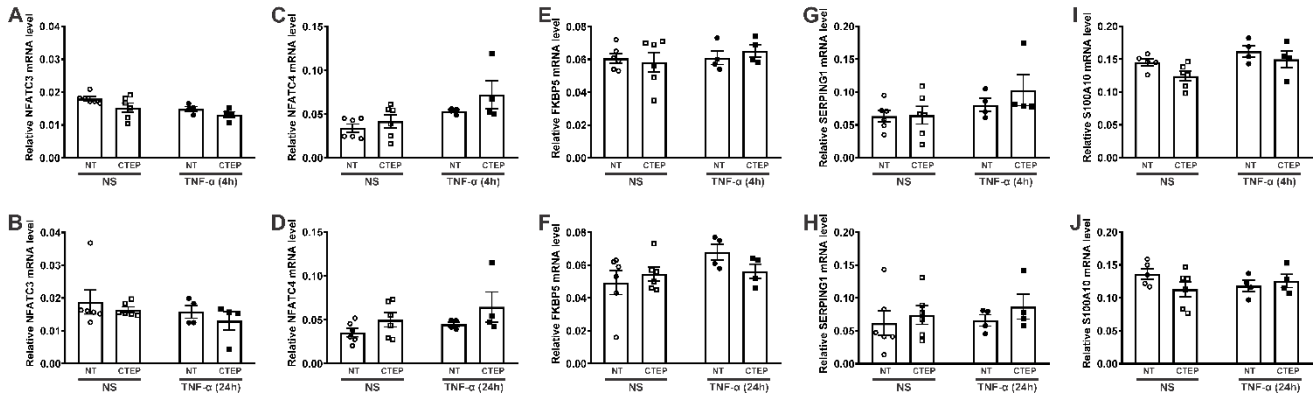 A
Relative NFATC3 mRNA level
0.04
0.03
0.02
0.01
0.00
NT CTEP NT CTEP
NS TNF-α (4h)
C
Relative NFATC4 mRNA level
0.15
0.10
0.05
0.00
NT CTEP NT CTEP
NS TNF-α (4h)
E
Relative FKBP5 mRNA level
0.10
0.08
0.06
0.04
0.02
0.00
NT CTEP NT CTEP
NS TNF-α (4h)
G
Relative SERPING1 mRNA level
0.20
0.15
0.10
0.05
0.00
NT CTEP NT CTEP
NS TNF-α (4h)
I
Relative S100A10 mRNA level
0.20
0.15
0.10
0.05
0.00
NT CTEP NT CTEP
NS TNF-α (4h)
B
Relative NFATC3 mRNA level
0.04
0.03
0.02
0.01
0.00
NT CTEP NT CTEP
NS TNF-α (24h)
D
Relative NFATC4 mRNA level
0.15
0.10
0.05
0.00
NT CTEP NT CTEP
NS TNF-α (24h)
F
Relative FKBP5 mRNA level
0.10
0.08
0.06
0.04
0.02
0.00
NT CTEP NT CTEP
NS TNF-α (24h)
H
Relative SERPING1 mRNA level
0.20
0.15
0.10
0.05
0.00
NT CTEP NT CTEP
NS TNF-α (24h)
J
Relative S100A10 mRNA level
0.20
0.15
0.10
0.05
0.00
NT CTEP NT CTEP
NS TNF-α (24h)